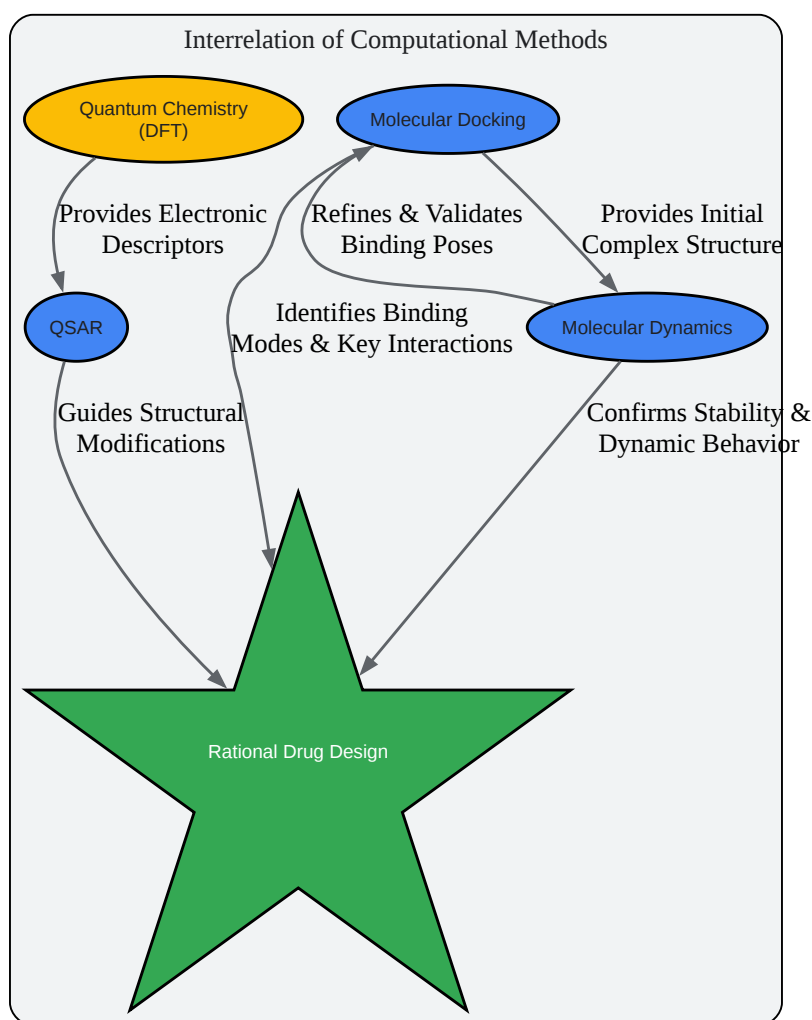 Interrelation of Computational Methods
Quantum Chemistry
(DFT)
Molecular Docking
Provides Electronic
Descriptors
Refines & Validates
Binding Poses
Provides Initial
Complex Structure
QSAR
Identifies Binding
Modes & Key Interactions
Molecular Dynamics
Guides Structural
Modifications
Confirms Stability &
Dynamic Behavior
Rational Drug Design